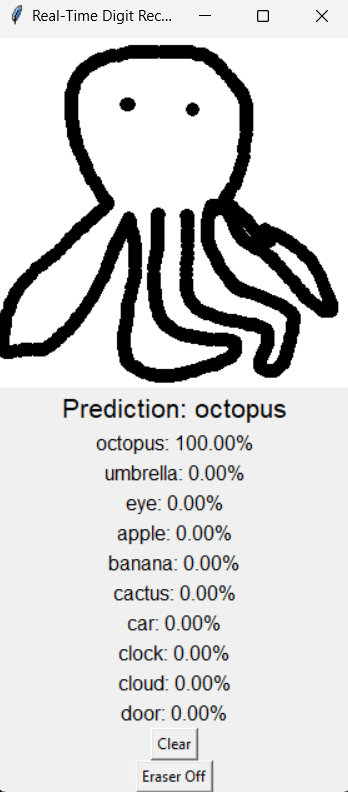 Real-Time Digit Rec...
Prediction: octopus
octopus: 100.00%
umbrella: 0.00%
eye: 0.00%
apple: 0.00%
banana: 0.00%
cactus: 0.00%
car: 0.00%
clock: 0.00%
cloud: 0.00%
door: 0.00%
Clear
Eraser Off